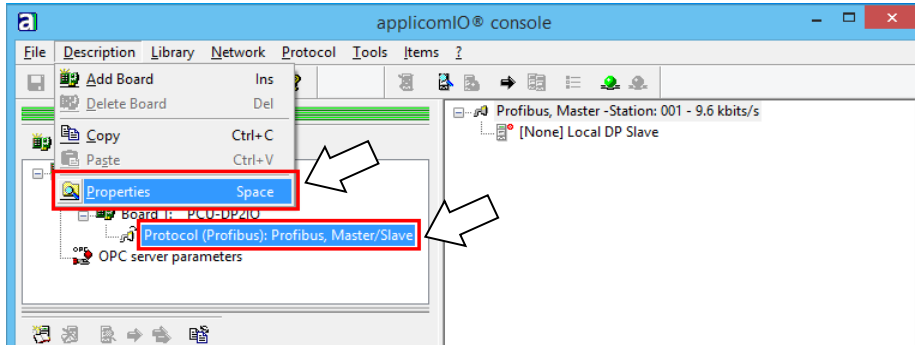 applicomIO® console
File Description Library Network Protocol Tools Items ?
Add Board Ins
Delete Board Del
Copy Ctrl+C
Paste Ctrl+V
Properties Space
Board 1: PCU-DP2IO
Protocol (Profibus): Profibus, Master/Slave
OPC server parameters
Profibus, Master -Station: 001 - 9.6 kbits/s
[None] Local DP Slave